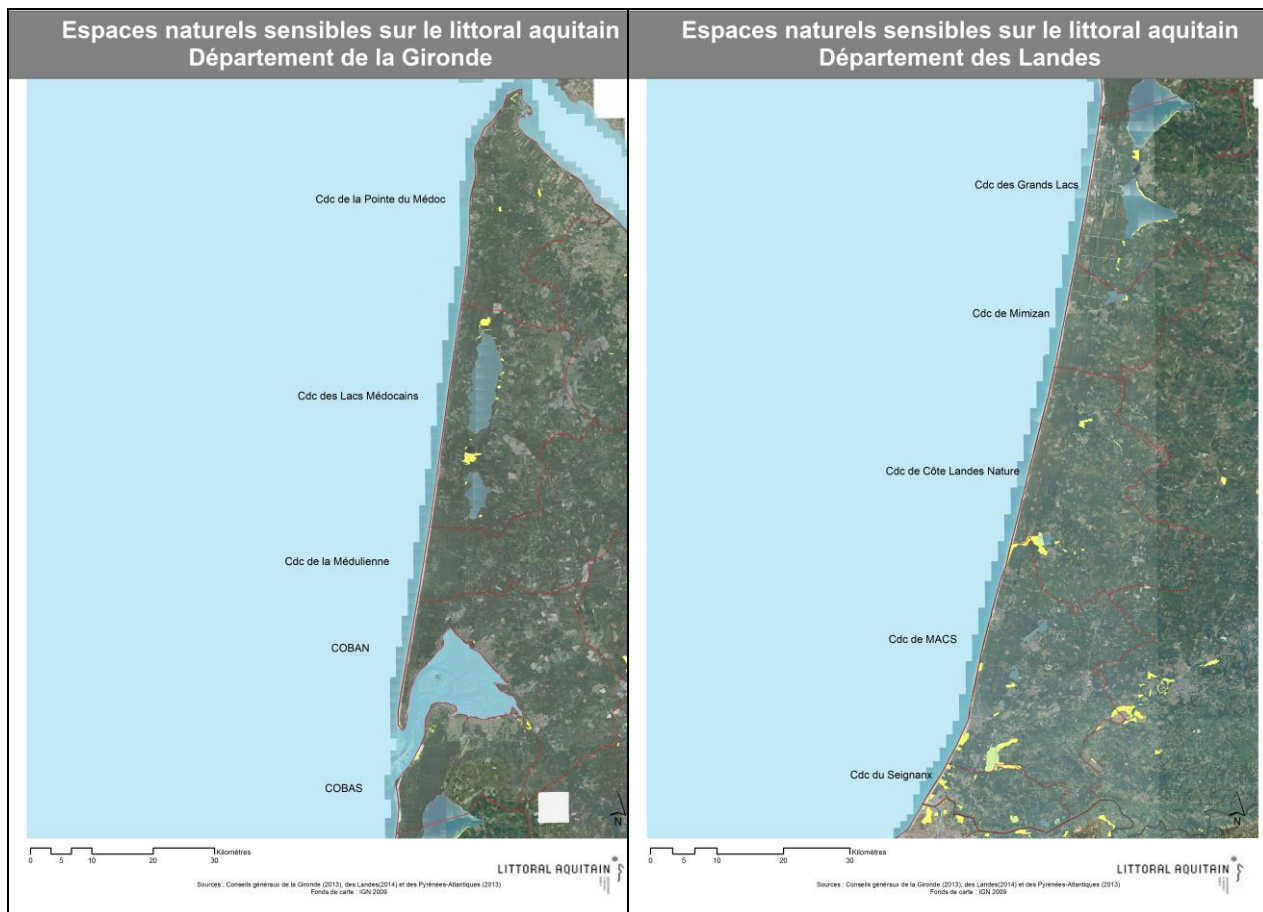 Espaces naturels sensibles sur le littoral aquitain
Département de la Gironde
Cdc de la Pointe du Médoc
Cdc des Lacs Médocains
Cdc de la Médulienne
COBAN
COBAS
N
Kilomètres
0 5 10 20 30
LITTORAL AQUITAIN
Sources : Conseils généraux de la Gironde (2013), des Landes(2014) et des Pyrénées-Atlantiques (2013)
Fonds de carte : IGN 2009
Espaces naturels sensibles sur le littoral aquitain
Département des Landes
Cdc des Grands Lacs
Cdc de Mimizan
Cdc de Côte Landes Nature
Cdc de MACS
Cdc du Seignanx
N
Kilomètres
0 5 10 20 30
LITTORAL AQUITAIN
Sources : Conseils généraux de la Gironde (2013), des Landes(2014) et des Pyrénées-Atlantiques (2013)
Fonds de carte : IGN 2009